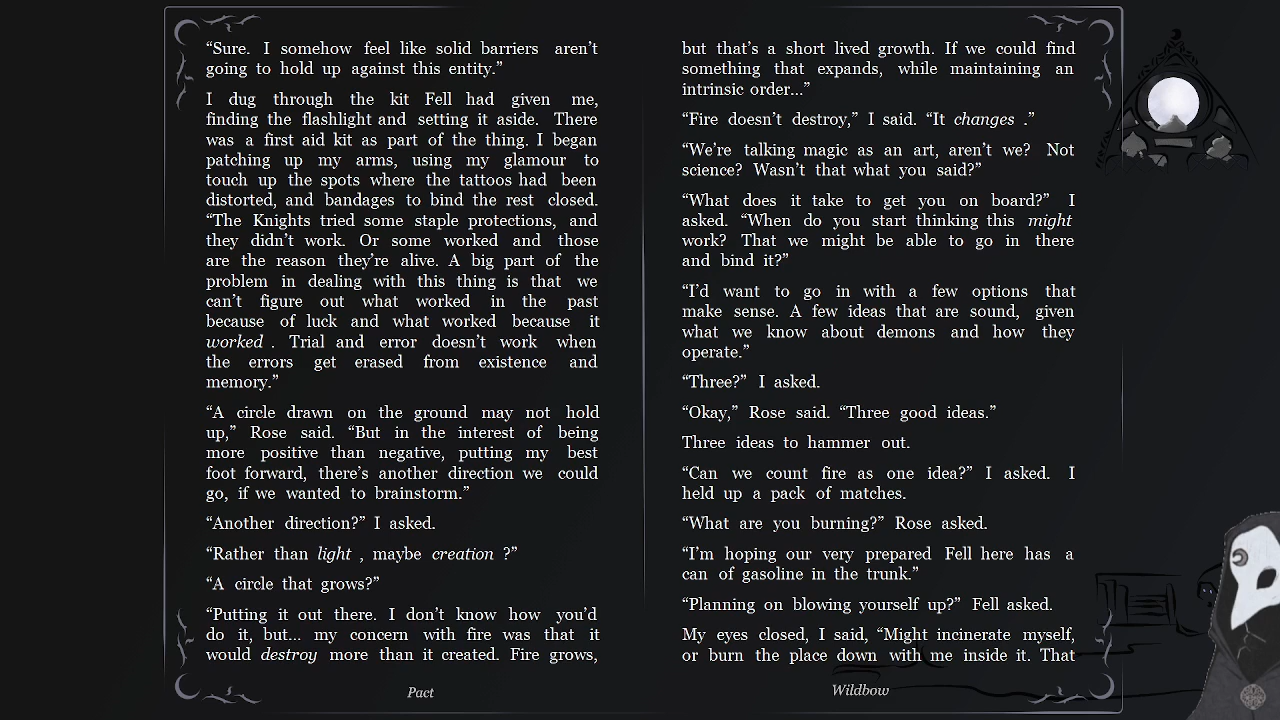 “Sure. I somehow feel like solid barriers aren’t
going to hold up against this entity.”
I dug through the kit Fell had given me,
finding the flashlight and setting it aside. There
was a first aid kit as part of the thing. I began
patching up my arms, using my glamour to
touch up the spots where the tattoos had been
distorted, and bandages to bind the rest closed.
“The Knights tried some staple protections, and
they didn’t work. Or some worked and those
are the reason they’re alive. A big part of the
problem in dealing with this thing is that we
can’t figure out what worked in the past
because of luck and what worked because it
worked . Trial and error doesn’t work when
the errors get erased from existence and
memory.”
“A circle drawn on the ground may not hold
up,” Rose said. “But in the interest of being
more positive than negative, putting my best
foot forward, there’s another direction we could
go, if we wanted to brainstorm.”
“Another direction?” I asked.
“Rather than light , maybe creation ?”
“A circle that grows?”
“Putting it out there. I don’t know how you’d
do it, but... my concern with fire was that it
would destroy more than it created. Fire grows,
Pact
but that’s a short lived growth. If we could find
something that expands, while maintaining an
intrinsic order...”
“Fire doesn’t destroy,” I said. “It changes .”
“We’re talking magic as an art, aren’t we? Not
science? Wasn’t that what you said?”
“What does it take to get you on board?” I
asked. “When do you start thinking this might
work? That we might be able to go in there
and bind it?”
“I’d want to go in with a few options that
make sense. A few ideas that are sound, given
what we know about demons and how they
operate.”
“Three?” I asked.
“Okay,” Rose said. “Three good ideas.”
Three ideas to hammer out.
“Can we count fire as one idea?” I asked. I
held up a pack of matches.
“What are you burning?” Rose asked.
“I’m hoping our very prepared Fell here has a
can of gasoline in the trunk.”
“Planning on blowing yourself up?” Fell asked.
My eyes closed, I said, “Might incinerate myself,
or burn the place down with me inside it. That
Wildbow